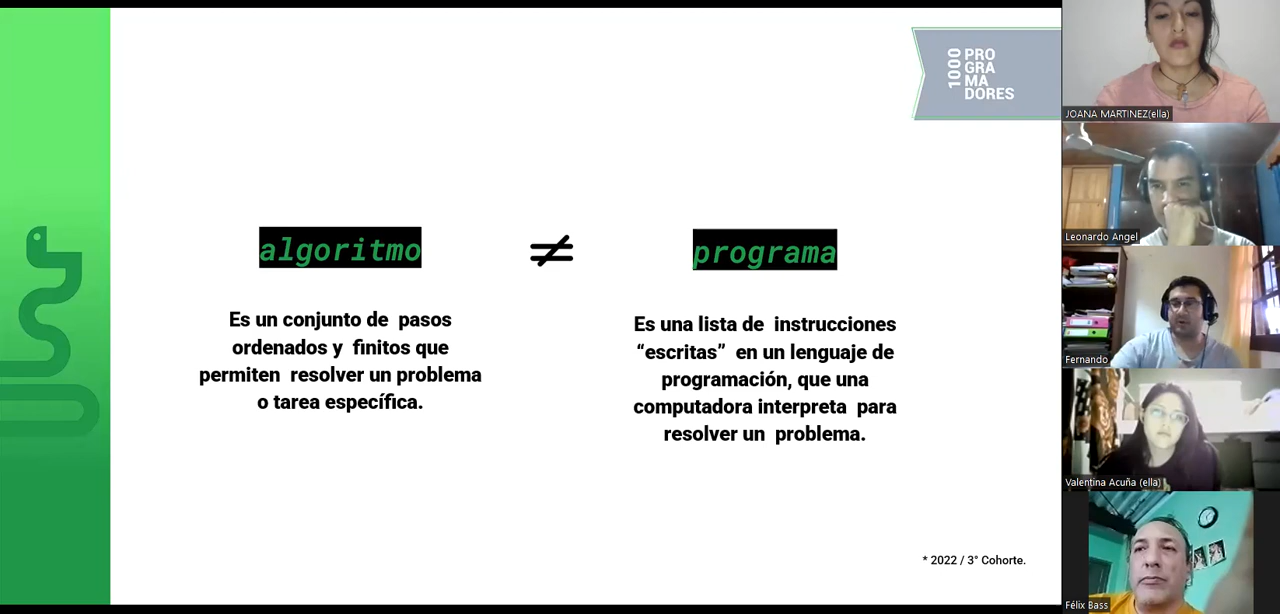 1000
PRO
GRA
MA
DORES
algoritmo
≠
programa
Es un conjunto de pasos
ordenados y finitos que
permiten resolver un problema
o tarea específica.
Es una lista de instrucciones
“escritas” en un lenguaje de
programación, que una
computadora interpreta para
resolver un problema.
* 2022 / 3° Cohorte.
JOANA MARTINEZ(ella)
Leonardo Angel
Fernando
Valentina Acuña (ella)
Félix Bass